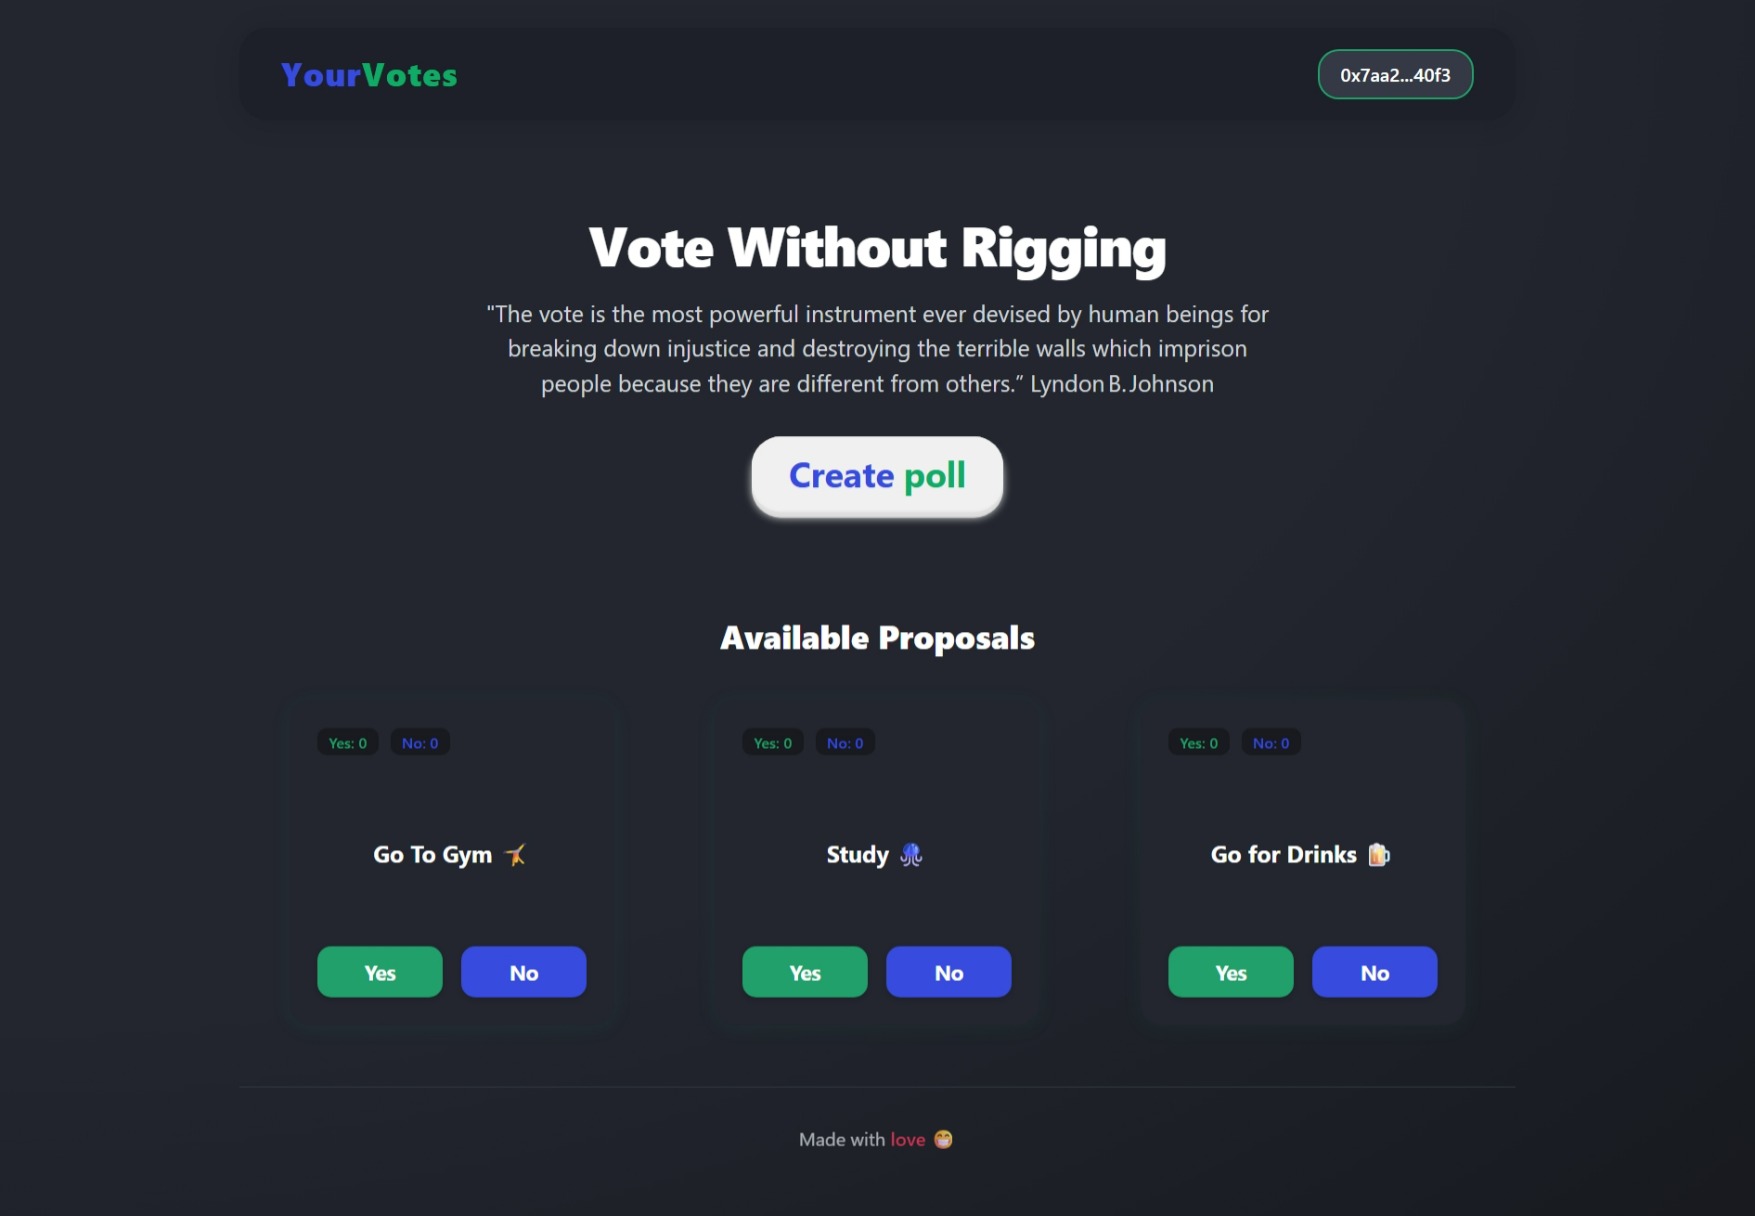 YourVotes
0x7aa2...40f3
Vote Without Rigging
"The vote is the most powerful instrument ever devised by human beings for
breaking down injustice and destroying the terrible walls which imprison
people because they are different from others.” Lyndon B. Johnson
Create poll
Available Proposals
Yes: 0 No: 0
Go To Gym 🤸
Yes No
Yes: 0 No: 0
Study 🐙
Yes No
Yes: 0 No: 0
Go for Drinks 🍺
Yes No
Made with love 😁